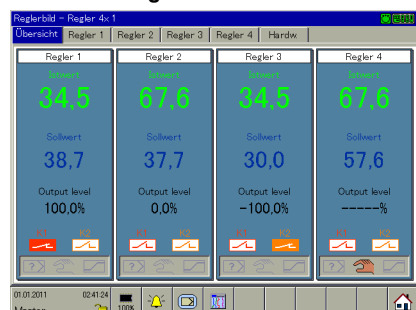 Reglerbild - Regler 4x1
Übersicht Regler 1 Regler 2 Regler 3 Regler 4 Hardw.
Regler 1 Regler 2 Regler 3 Regler 4
Istwert Istwert Istwert Istwert
34,5 67,6 34,5 67,6
Sollwert Sollwert Sollwert Sollwert
38,7 37,7 30,0 57,6
Output level Output level Output level Output level
100,0% 0,0% -100,0% -----%
K1 K2 K1 K2 K1 K2 K1 K2
01.01.2011 02:41:24
100%